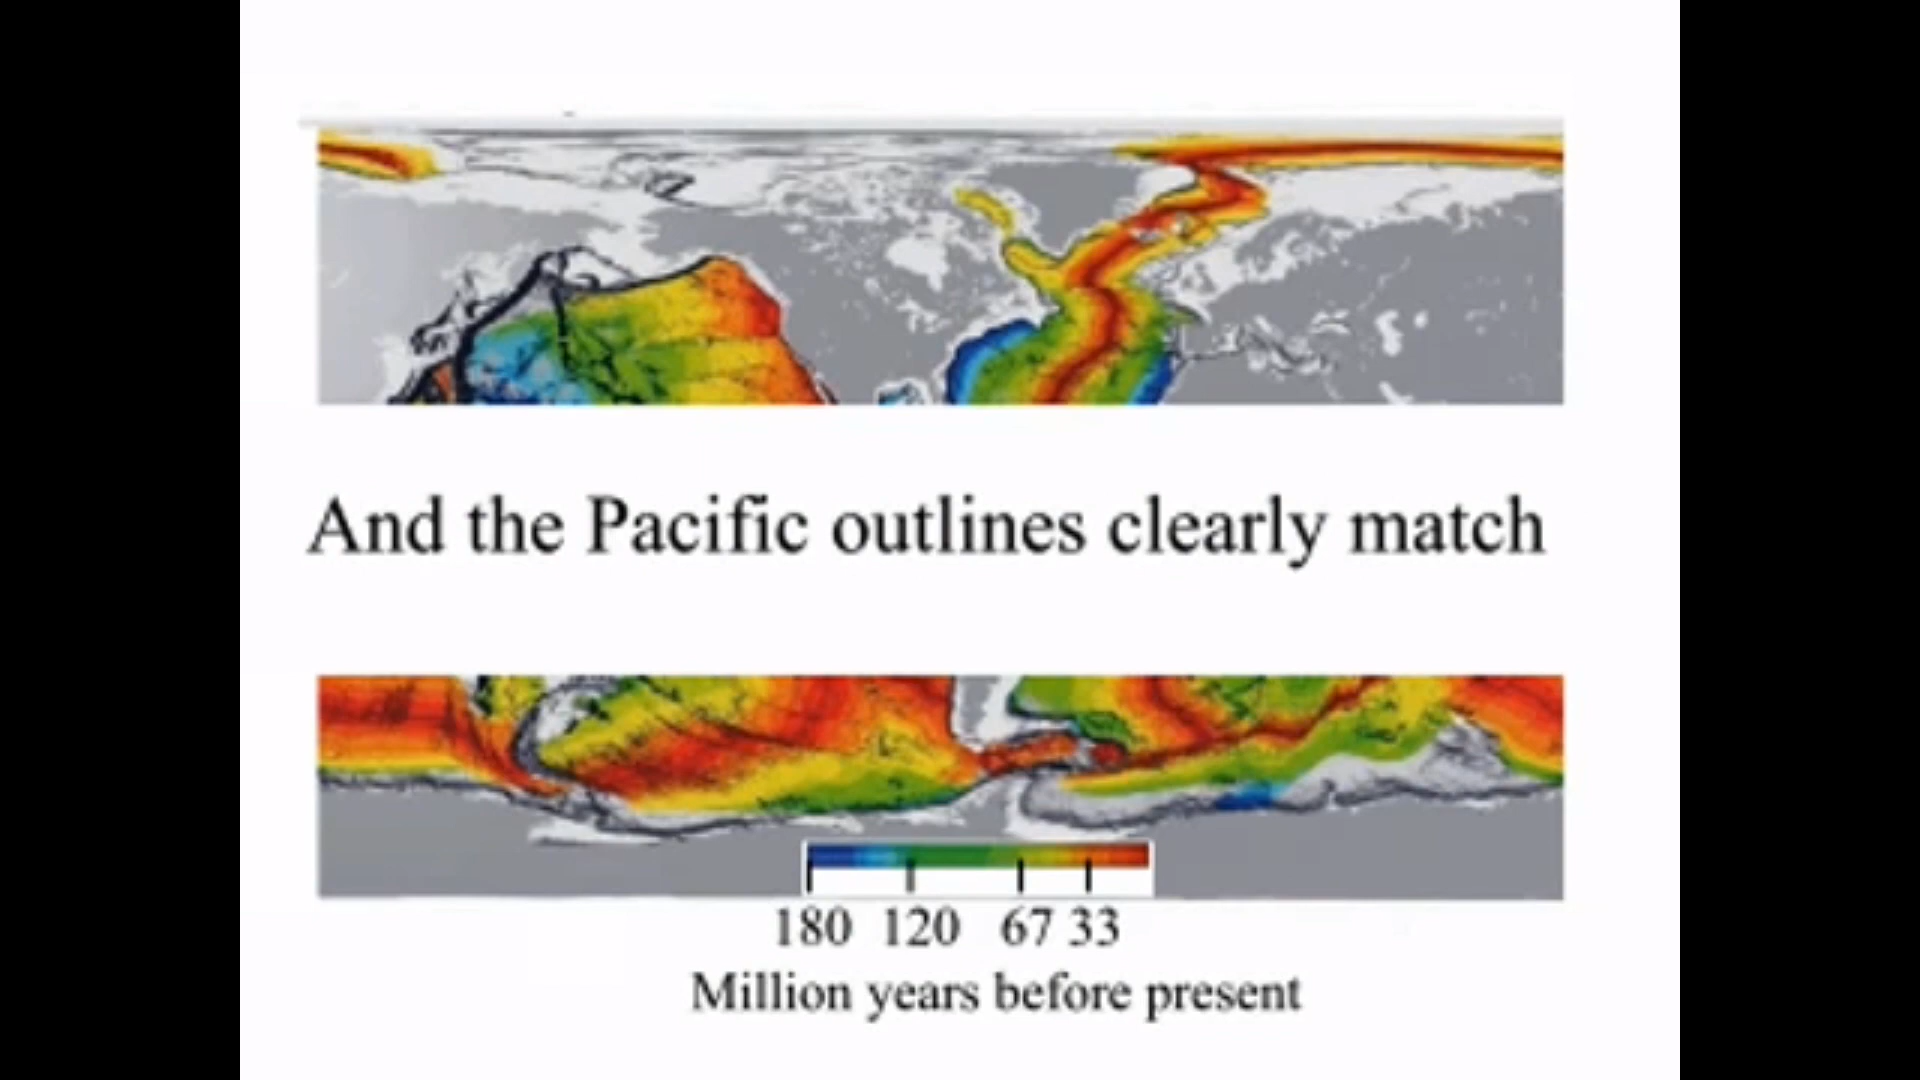 And the Pacific outlines clearly match
180 120 67 33
Million years before present